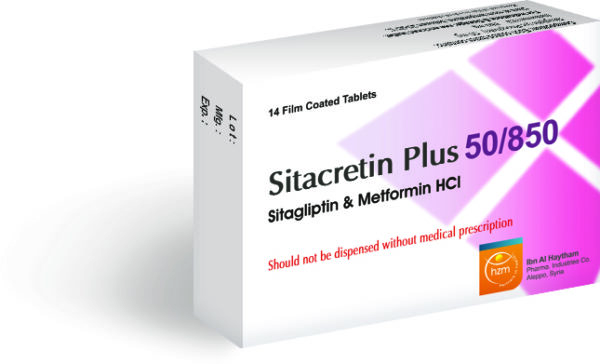 14 Film Coated Tablets
Sitacretin Plus 50/850
Sitagliptin & Metformin HCl
Should not be dispensed without medical prescription
hzm
Ibn Al Haytham
Pharma. Industries Co.
Aleppo, Syria
Lot:
Mfg.:
Exp.: